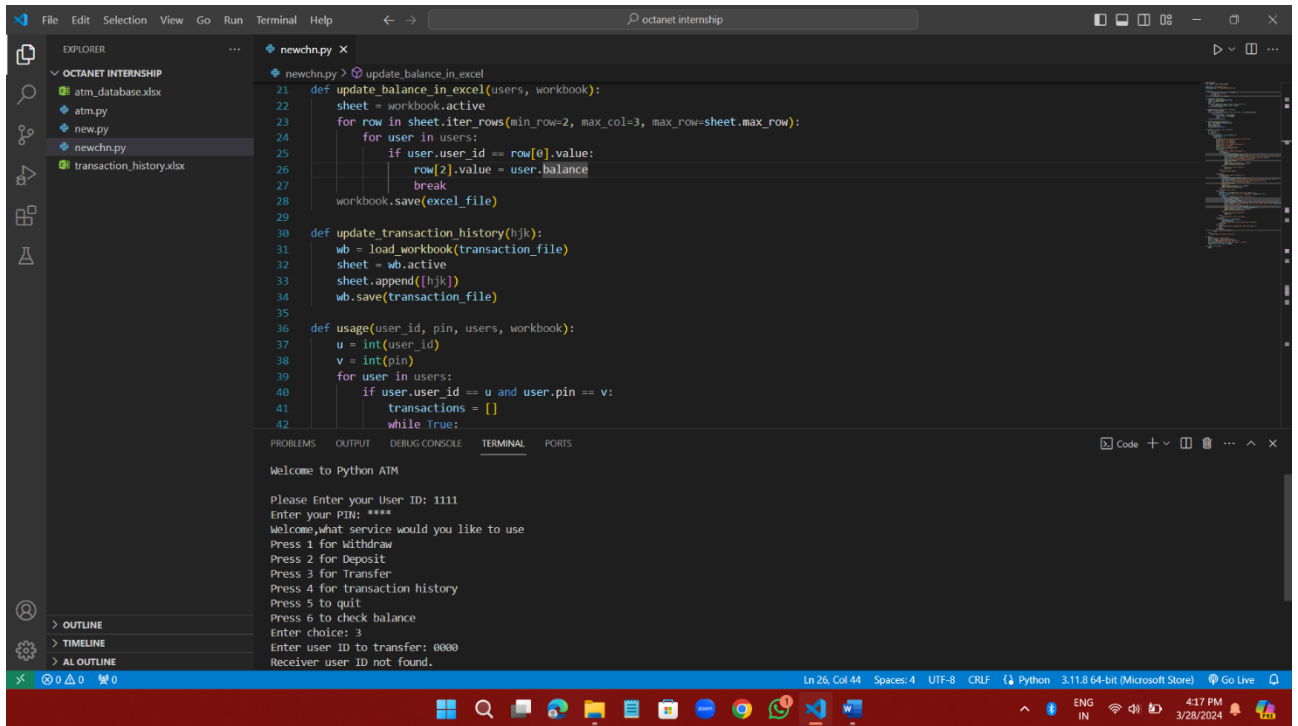 File Edit Selection View Go Run Terminal Help
octanet internship
EXPLORER
OCTANET INTERNSHIP
atm_database.xlsx
atm.py
new.py
newchn.py
transaction_history.xlsx
OUTLINE
TIMELINE
AL OUTLINE
newchn.py
newchn.py > update_balance_in_excel
21 def update_balance_in_excel(users, workbook):
22     sheet = workbook.active
23     for row in sheet.iter_rows(min_row=2, max_col=3, max_row=sheet.max_row):
24         for user in users:
25             if user.user_id == row[0].value:
26                 row[2].value = user.balance
27                 break
28     workbook.save(excel_file)
29
30 def update_transaction_history(hjk):
31     wb = load_workbook(transaction_file)
32     sheet = wb.active
33     sheet.append([hjk])
34     wb.save(transaction_file)
35
36 def usage(user_id, pin, users, workbook):
37     u = int(user_id)
38     v = int(pin)
39     for user in users:
40         if user.user_id == u and user.pin == v:
41             transactions = []
42             while True:
PROBLEMS OUTPUT DEBUG CONSOLE TERMINAL PORTS
Code
Welcome to Python ATM
Please Enter your User ID: 1111
Enter your PIN: ****
Welcome,what service would you like to use
Press 1 for Withdraw
Press 2 for Deposit
Press 3 for Transfer
Press 4 for transaction history
Press 5 to quit
Press 6 to check balance
Enter choice: 3
Enter user ID to transfer: 0000
Receiver user ID not found.
0 0 0 Ln 26, Col 44 Spaces: 4 UTF-8 CRLF Python 3.11.8 64-bit (Microsoft Store) Go Live
zoom
ENG
IN
4:17 PM
3/28/2024